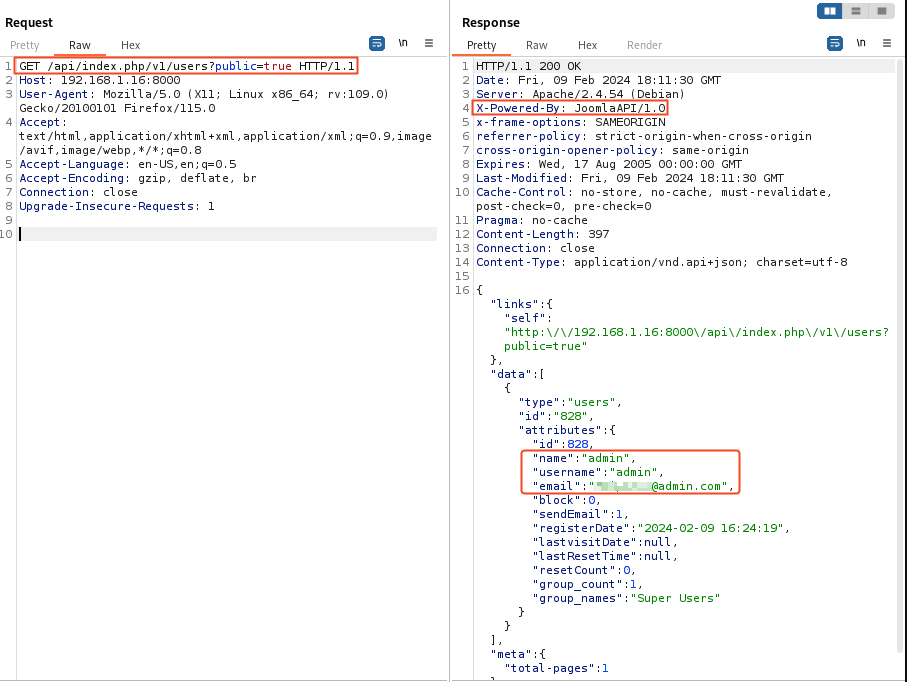 Request
Pretty Raw Hex \n
1 GET /api/index.php/v1/users?public=true HTTP/1.1
2 Host: 192.168.1.16:8000
3 User-Agent: Mozilla/5.0 (X11; Linux x86_64; rv:109.0)
Gecko/20100101 Firefox/115.0
4 Accept:
text/html,application/xhtml+xml,application/xml;q=0.9,image
/avif,image/webp,*/*;q=0.8
5 Accept-Language: en-US,en;q=0.5
6 Accept-Encoding: gzip, deflate, br
7 Connection: close
8 Upgrade-Insecure-Requests: 1
9
10
Response
Pretty Raw Hex Render \n
1 HTTP/1.1 200 OK
2 Date: Fri, 09 Feb 2024 18:11:30 GMT
3 Server: Apache/2.4.54 (Debian)
4 X-Powered-By: JoomlaAPI/1.0
5 x-frame-options: SAMEORIGIN
6 referrer-policy: strict-origin-when-cross-origin
7 cross-origin-opener-policy: same-origin
8 Expires: Wed, 17 Aug 2005 00:00:00 GMT
9 Last-Modified: Fri, 09 Feb 2024 18:11:30 GMT
10 Cache-Control: no-store, no-cache, must-revalidate,
post-check=0, pre-check=0
11 Pragma: no-cache
12 Content-Length: 397
13 Connection: close
14 Content-Type: application/vnd.api+json; charset=utf-8
15
16 {
"links":{
"self":
"http:\/\/192.168.1.16:8000\/api\/index.php\/v1\/users?
public=true"
},
"data":[
{
"type":"users",
"id":"828",
"attributes":{
"id":828,
"name":"admin",
"username":"admin",
"email":"@admin.com",
"block":0,
"sendEmail":1,
"registerDate":"2024-02-09 16:24:19",
"lastvisitDate":null,
"lastResetTime":null,
"resetCount":0,
"group_count":1,
"group_names":"Super Users"
}
}
],
"meta":{
"total-pages":1